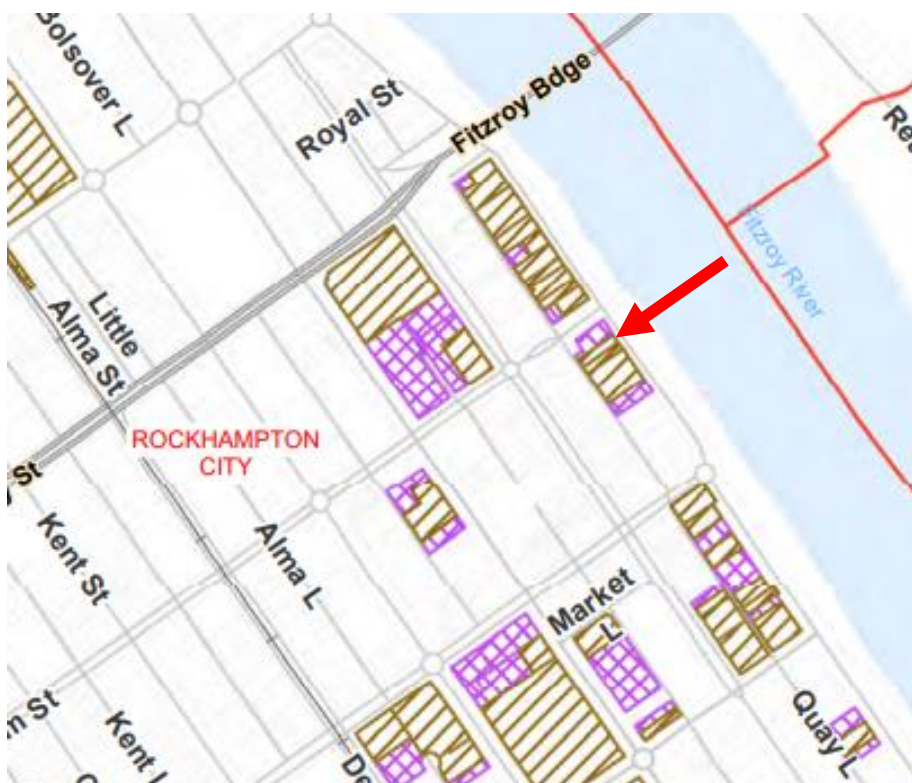 Bolsover L
Royal St
Fitzroy Bdge
Fitzroy River
Little
Alma St
ROCKHAMPTON
CITY
St
Kent St
Alma L
Market
L
Quay L
St
Kent